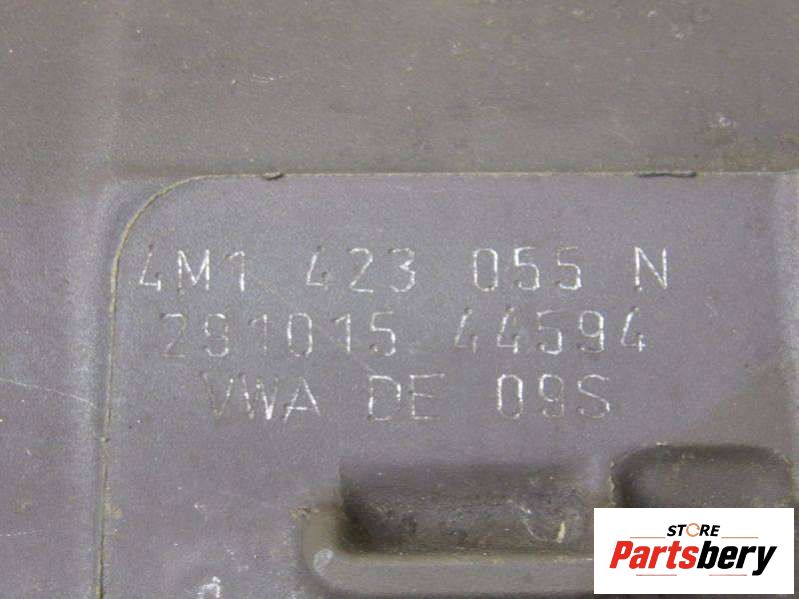 4M1 423 055 N
291015 44594
VWA DE 09S
STORE
Partsbery